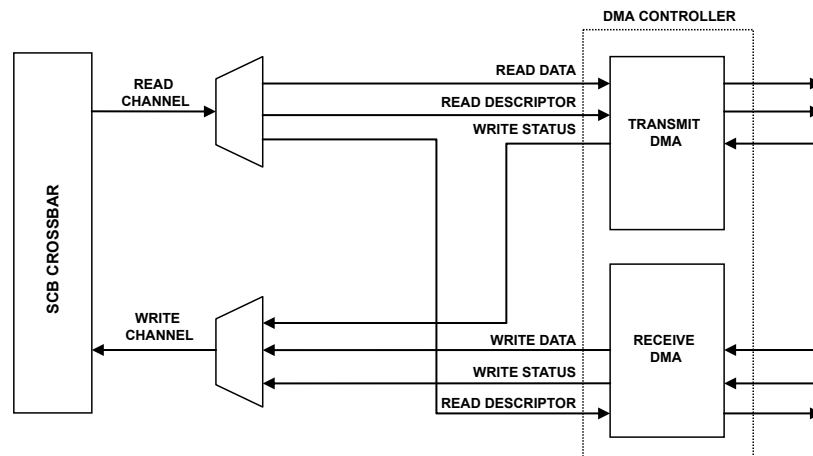 DMA CONTROLLER
READ
CHANNEL
READ DATA
READ DESCRIPTOR
WRITE STATUS
TRANSMIT
DMA
SCB CROSSBAR
WRITE
CHANNEL
WRITE DATA
WRITE STATUS
READ DESCRIPTOR
RECEIVE
DMA